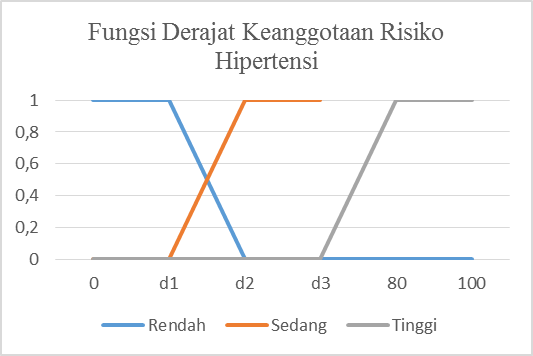 Fungsi Derajat Keanggotaan Risiko
Hipertensi
1
0,8
0,6
0,4
0,2
0
0 d1 d2 d3 80 100
Rendah Sedang Tinggi